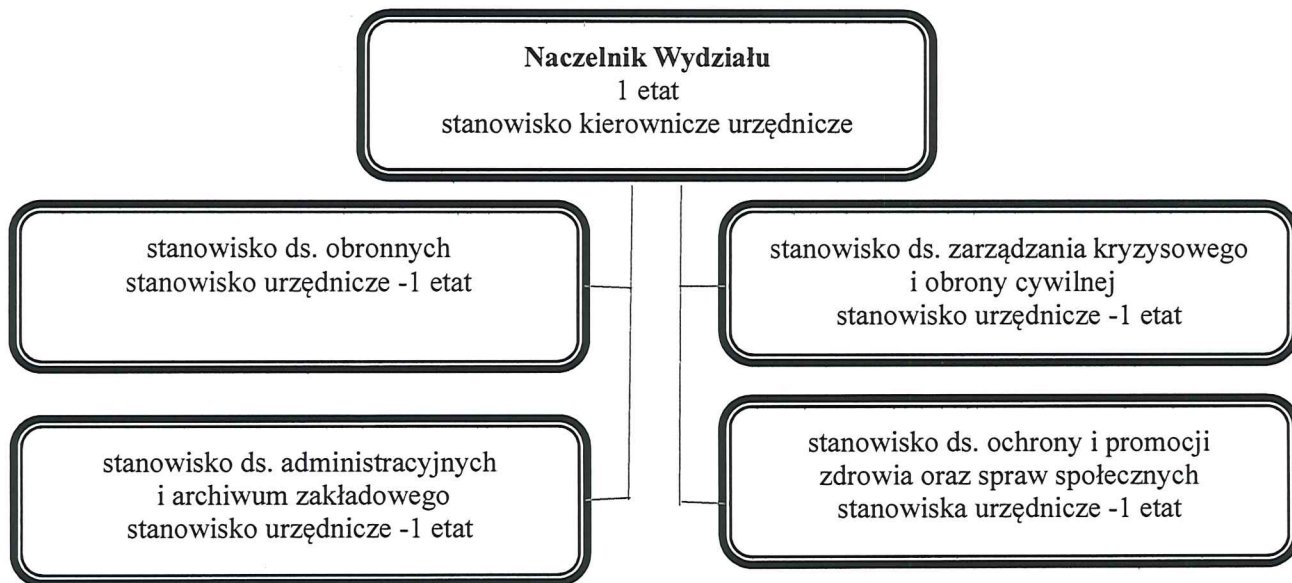 Naczelnik Wydziału
1 etat
stanowisko kierownicze urzędnicze
stanowisko ds. obronnych
stanowisko urzędnicze -1 etat
stanowisko ds. zarządzania kryzysowego
i obrony cywilnej
stanowisko urzędnicze -1 etat
stanowisko ds. administracyjnych
i archiwum zakładowego
stanowisko urzędnicze -1 etat
stanowisko ds. ochrony i promocji
zdrowia oraz spraw społecznych
stanowiska urzędnicze -1 etat